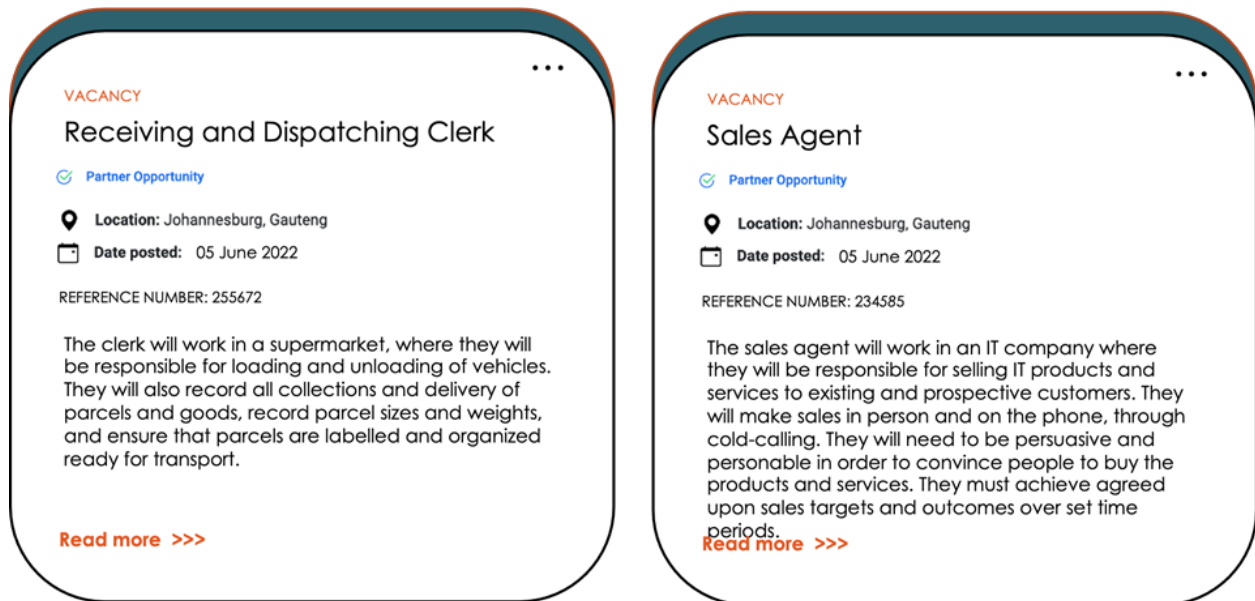 VACANCY
Receiving and Dispatching Clerk
Partner Opportunity
Location: Johannesburg, Gauteng
Date posted: 05 June 2022
REFERENCE NUMBER: 255672
The clerk will work in a supermarket, where they will
be responsible for loading and unloading of vehicles.
They will also record all collections and delivery of
parcels and goods, record parcel sizes and weights,
and ensure that parcels are labelled and organized
ready for transport.
Read more >>>
VACANCY
Sales Agent
Partner Opportunity
Location: Johannesburg, Gauteng
Date posted: 05 June 2022
REFERENCE NUMBER: 234585
The sales agent will work in an IT company where
they will be responsible for selling IT products and
services to existing and prospective customers. They
will make sales in person and on the phone, through
cold-calling. They will need to be persuasive and
personable in order to convince people to buy the
products and services. They must achieve agreed
upon sales targets and outcomes over set time
periods.
Read more >>>